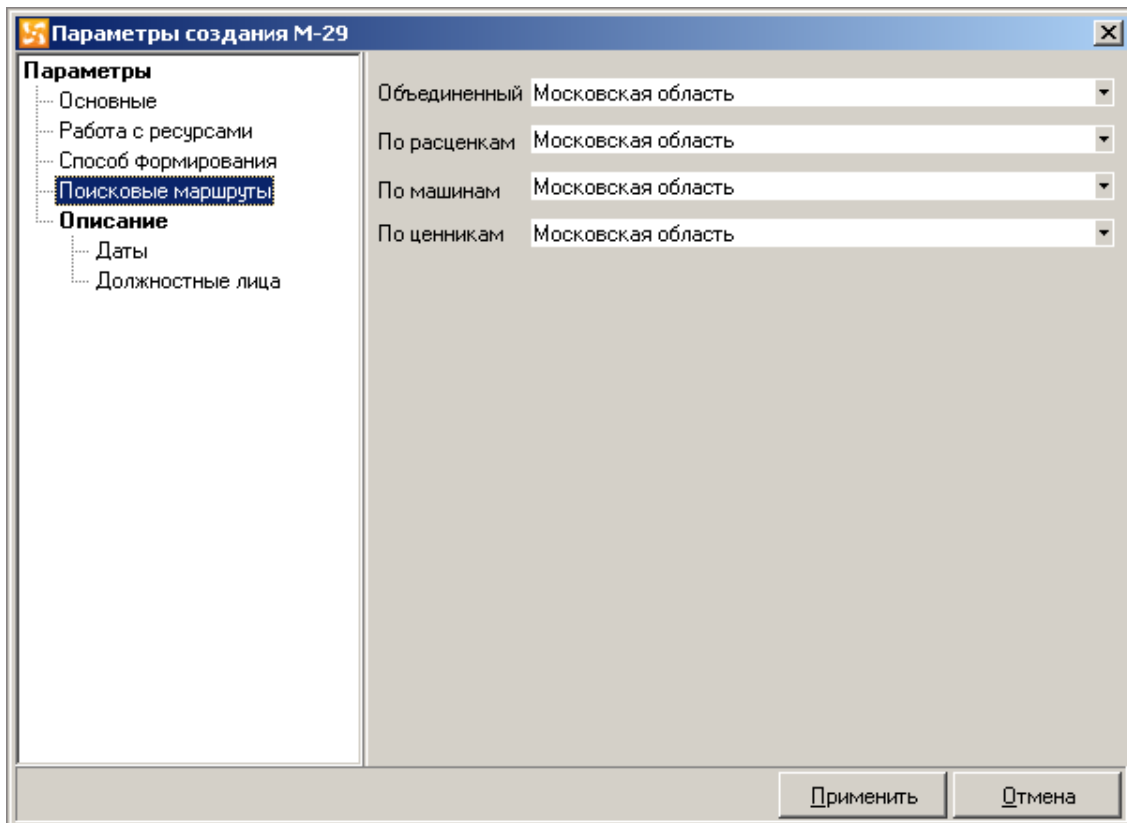 Параметры создания М-29
Параметры
Основные
Работа с ресурсами
Способ формирования
Поисковые маршруты
Описание
Даты
Должностные лица
Объединенный Московская область
По расценкам Московская область
По машинам Московская область
По ценникам Московская область
Применить Отмена